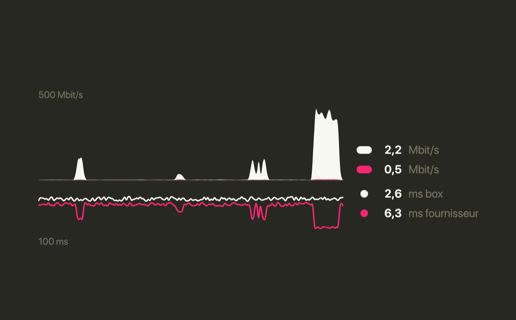 500 Mbit/s
2,2 Mbit/s
0,5 Mbit/s
2,6 ms box
6,3 ms fournisseur
100 ms